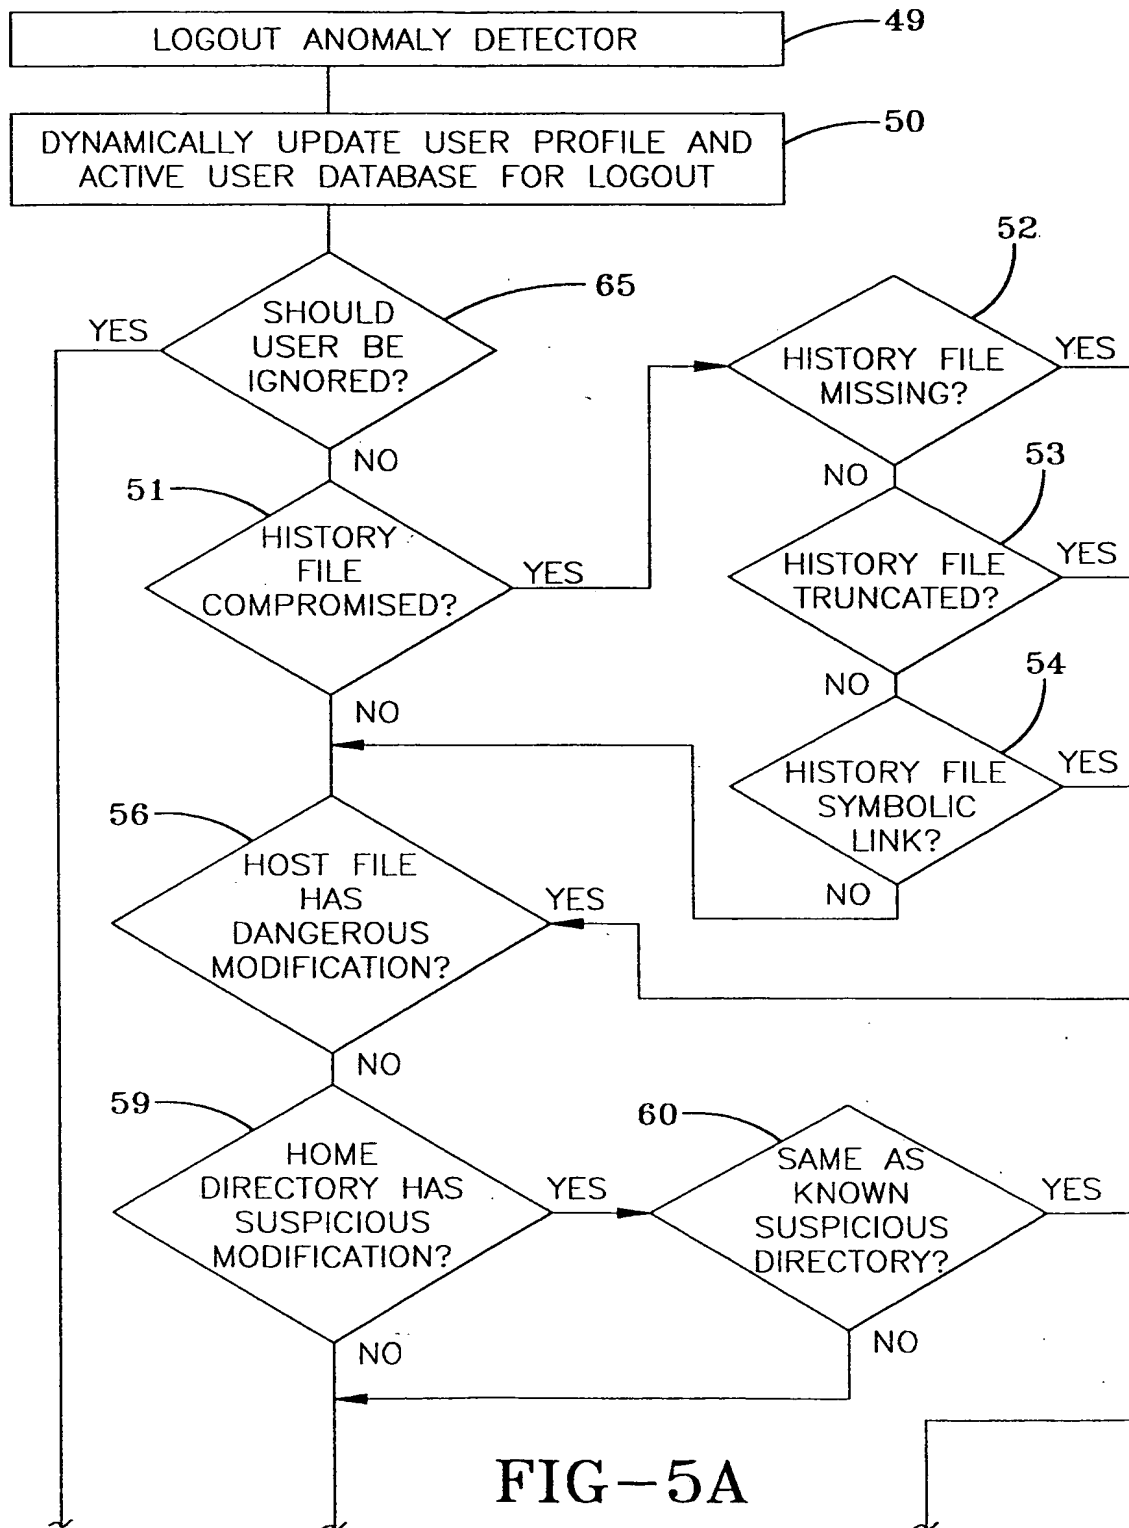 LOGOUT ANOMALY DETECTOR
49
DYNAMICALLY UPDATE USER PROFILE AND
ACTIVE USER DATABASE FOR LOGOUT
50
SHOULD
USER BE
IGNORED?
65
YES
NO
52
HISTORY FILE
MISSING?
YES
NO
51
HISTORY
FILE
COMPROMISED?
YES
NO
53
HISTORY FILE
TRUNCATED?
YES
NO
54
HISTORY FILE
SYMBOLIC
LINK?
YES
NO
56
HOST FILE
HAS
DANGEROUS
MODIFICATION?
YES
NO
59
HOME
DIRECTORY HAS
SUSPICIOUS
MODIFICATION?
YES
NO
60
SAME AS
KNOWN
SUSPICIOUS
DIRECTORY?
YES
NO
FIG-5A